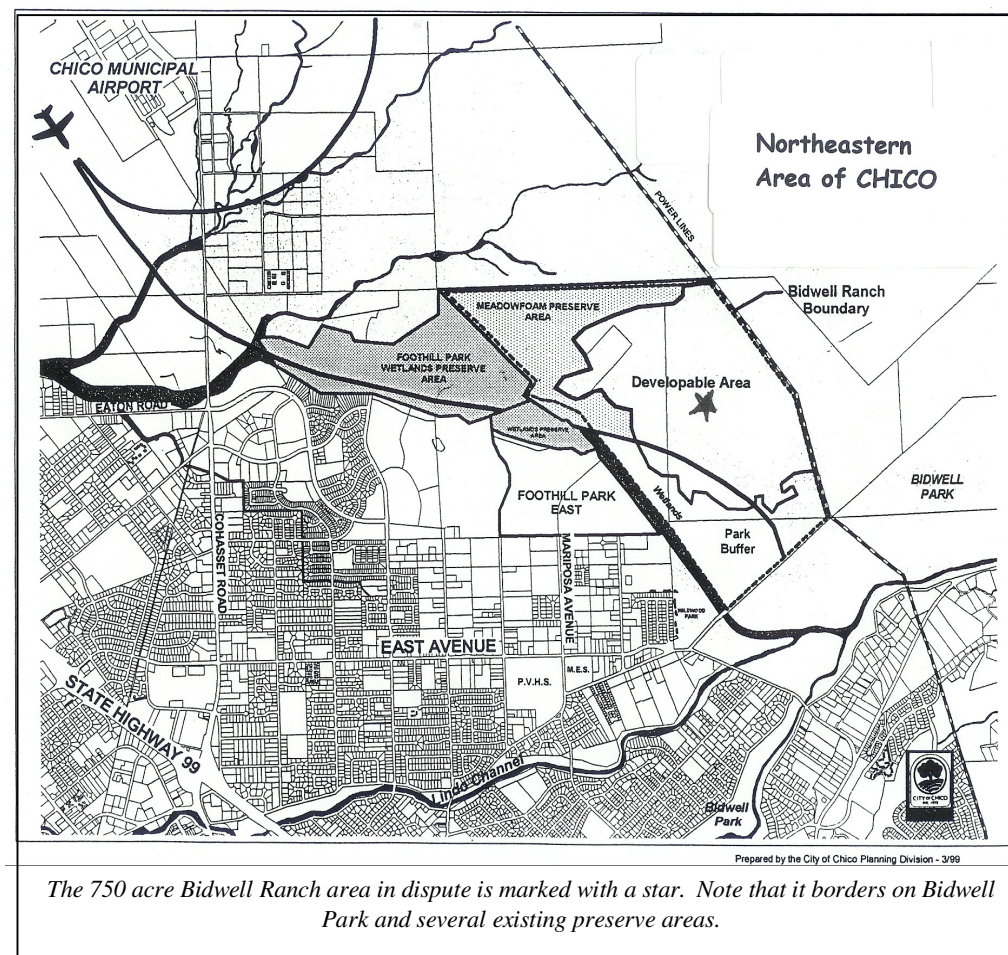 CHICO MUNICIPAL
AIRPORT
Northeastern
Area of CHICO
POWER LINES
Bidwell Ranch
Boundary
MEADOWFOAM PRESERVE
AREA
FOOTHILL PARK
WETLANDS PRESERVE
AREA
Developable Area
EATON ROAD
WETLANDS PRESERVE
AREA
BIDWELL
PARK
Wetlands
FOOTHILL PARK
EAST
Park
Buffer
COHASSET ROAD
MARIPOSA AVENUE
WILDWOOD
PARK
EAST AVENUE
P.V.H.S.
M.E.S.
STATE HIGHWAY 99
Lindo Channel
Bidwell
Park
CITY OF CHICO
Prepared by the City of Chico Planning Division - 3/99
The 750 acre Bidwell Ranch area in dispute is marked with a star.  Note that it borders on Bidwell
Park and several existing preserve areas.